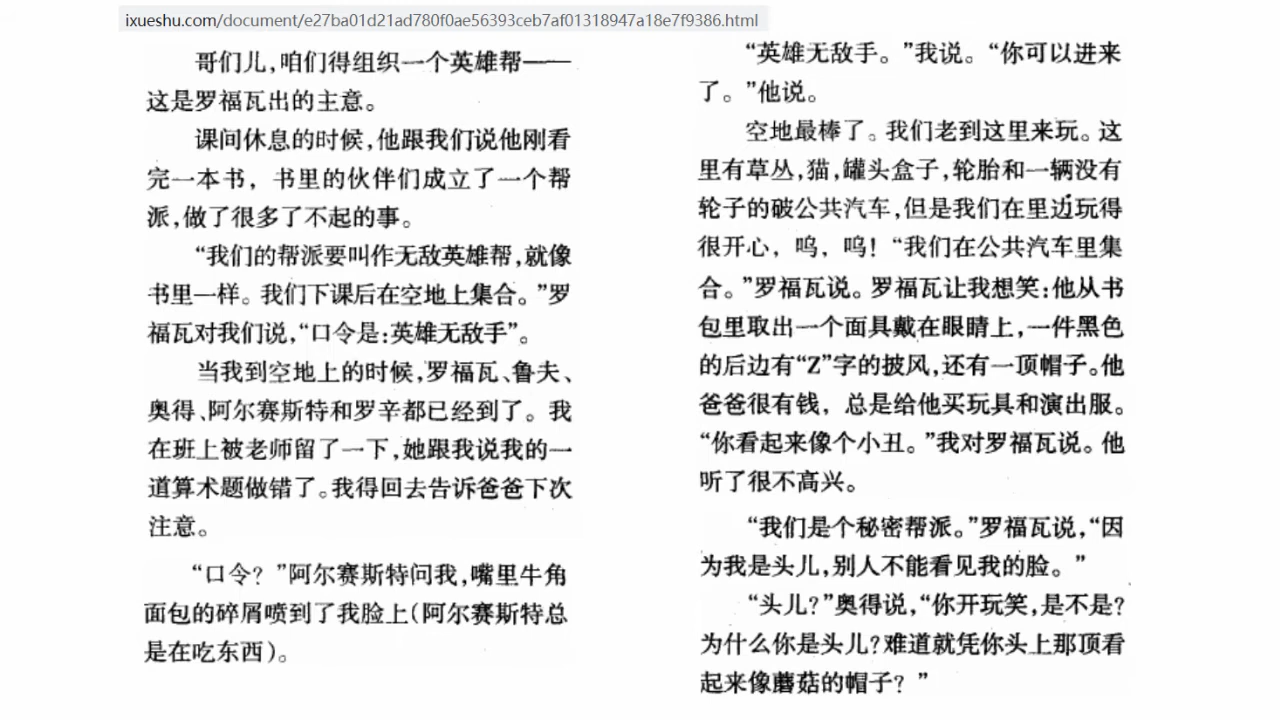 ixueshu.com/document/e27ba01d21ad780f0ae56393ceb7af01318947a18e7f9386.html
哥们儿,咱们得组织一个英雄帮——
这是罗福瓦出的主意。
课间休息的时候,他跟我们说他刚看
完一本书，书里的伙伴们成立了一个帮
派,做了很多了不起的事。
“我们的帮派要叫作无敌英雄帮,就像
书里一样。我们下课后在空地上集合。”罗
福瓦对我们说,“口令是:英雄无敌手”。
当我到空地上的时候,罗福瓦、鲁夫、
奥得、阿尔赛斯特和罗辛都已经到了。我
在班上被老师留了一下,她跟我说我的一
道算术题做错了。我得回去告诉爸爸下次
注意。
“口令？”阿尔赛斯特问我,嘴里牛角
面包的碎屑喷到了我脸上(阿尔赛斯特总
是在吃东西)。
“英雄无敌手。”我说。“你可以进来
了。”他说。
空地最棒了。我们老到这里来玩。这
里有草丛,猫,罐头盒子,轮胎和一辆没有
轮子的破公共汽车,但是我们在里边玩得
很开心，呜，呜！“我们在公共汽车里集
合。”罗福瓦说。罗福瓦让我想笑:他从书
包里取出一个面具戴在眼睛上,一件黑色
的后边有“Z”字的披风,还有一顶帽子。他
爸爸很有钱，总是给他买玩具和演出服。
“你看起来像个小丑。”我对罗福瓦说。他
听了很不高兴。
“我们是个秘密帮派。”罗福瓦说,“因
为我是头儿,别人不能看见我的脸。”
“头儿?”奥得说,“你开玩笑,是不是?
为什么你是头儿?难道就凭你头上那顶看
起来像蘑菇的帽子？”